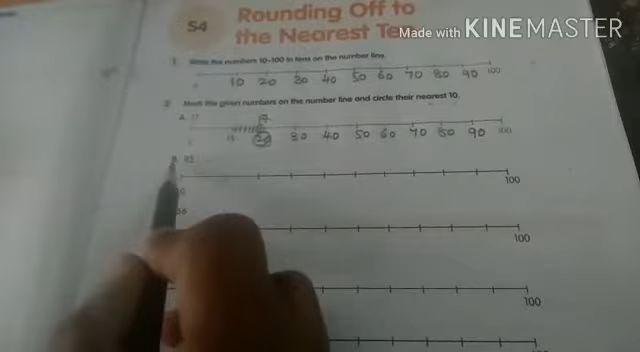 54
Rounding Off to
the Nearest Ten
Made with KINEMASTER
1 Write the numbers 10-100 in tens on the number line.
10 20 30 40 50 60 70 80 90 100
2 Mark the given numbers on the number line and circle their nearest 10.
A. 17
17
20 30 40 50 60 70 80 90 100
B.
100
100
100
100